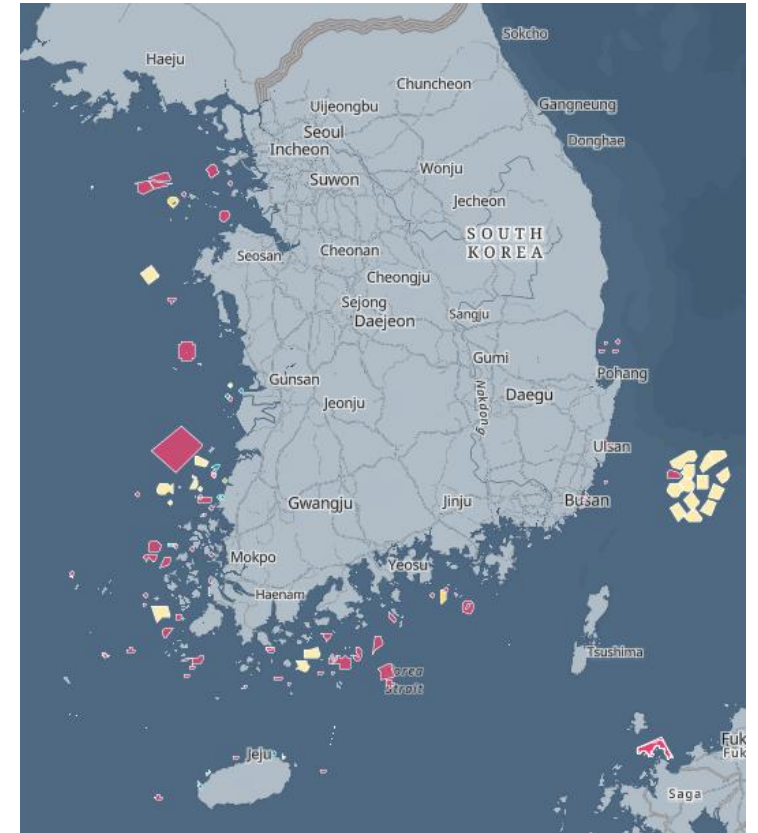 Sokcho
Haeju
Chuncheon
Uijeongbu
Gangneung
Seoul
Donghae
Incheon
Wonju
Suwon
Jecheon
SOUTH
KOREA
Cheonan
Seosan
Cheongju
Sejong
Sangju
Daejeon
Gumi
Pohang
Gunsan
Daegu
Jeonju
Nakdong
Ulsan
Gwangju
Jinju
Busan
Mokpo
Yeosu
Haenam
Tsushima
Korea
Strait
Fuk
Fuk
Jeju
Saga